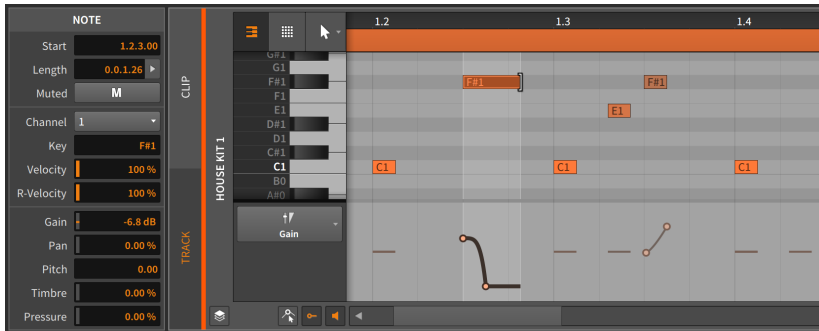 NOTE
Start 1.2.3.00
Length 0.0.1.26
Muted M
Channel 1
Key F#1
Velocity 100 %
R-Velocity 100 %
Gain -6.8 dB
Pan 0.00 %
Pitch 0.00
Timbre 0.00 %
Pressure 0.00 %
CLIP
TRACK
HOUSE KIT 1
1.2 1.3 1.4
G#1
G1
F#1 F#1 F#1
F1
E1 E1
D#1
D1
C#1
C1 C1 C1 C1
B0
A#0
Gain